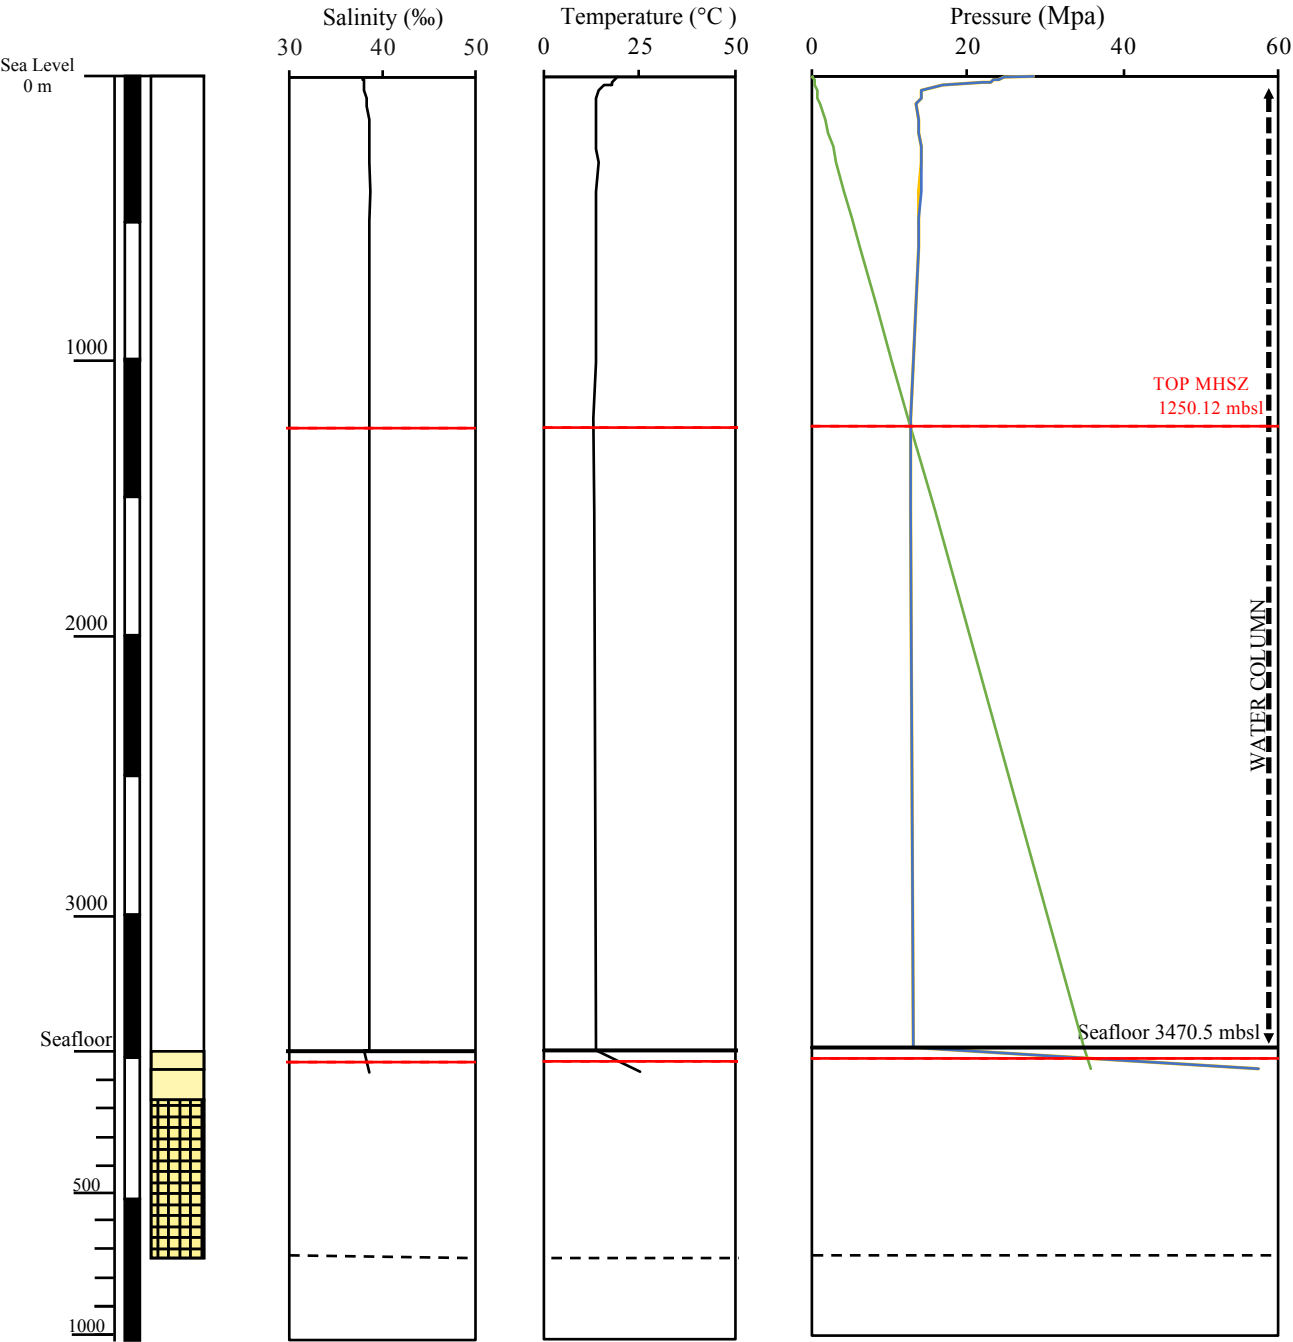 Salinity (‰)
Temperature (°C )
Pressure (Mpa)
30 40 50
0 25 50
0 20 40 60
Sea Level
0 m
1000
TOP MHSZ
1250.12 mbsl
2000
WATER COLUMN
3000
Seafloor
Seafloor 3470.5 mbsl
500
1000